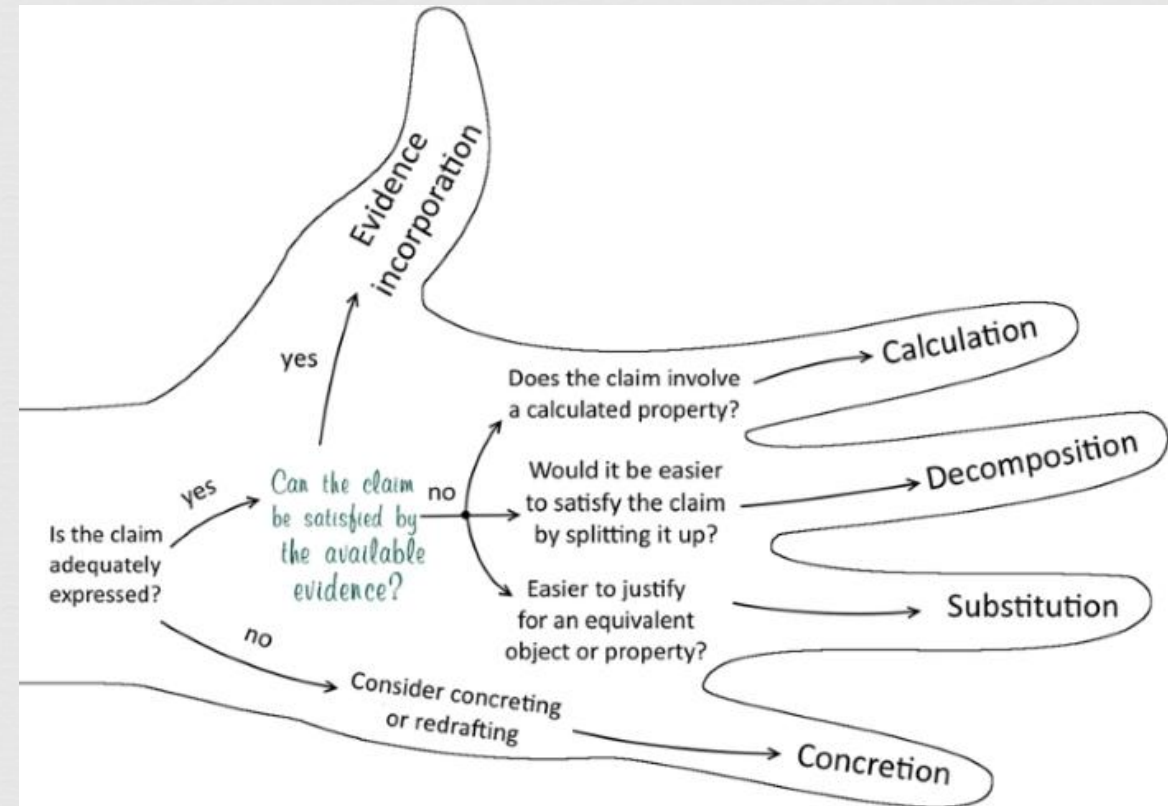 Evidence
incorporation
yes
Calculation
Does the claim involve
a calculated property?
Decomposition
Would it be easier
to satisfy the claim
by splitting it up?
yes
Can the claim
be satisfied by
the available
evidence?
no
Is the claim
adequately
expressed?
Easier to justify
for an equivalent
object or property?
Substitution
no
Consider concreting
or redrafting
Concretion